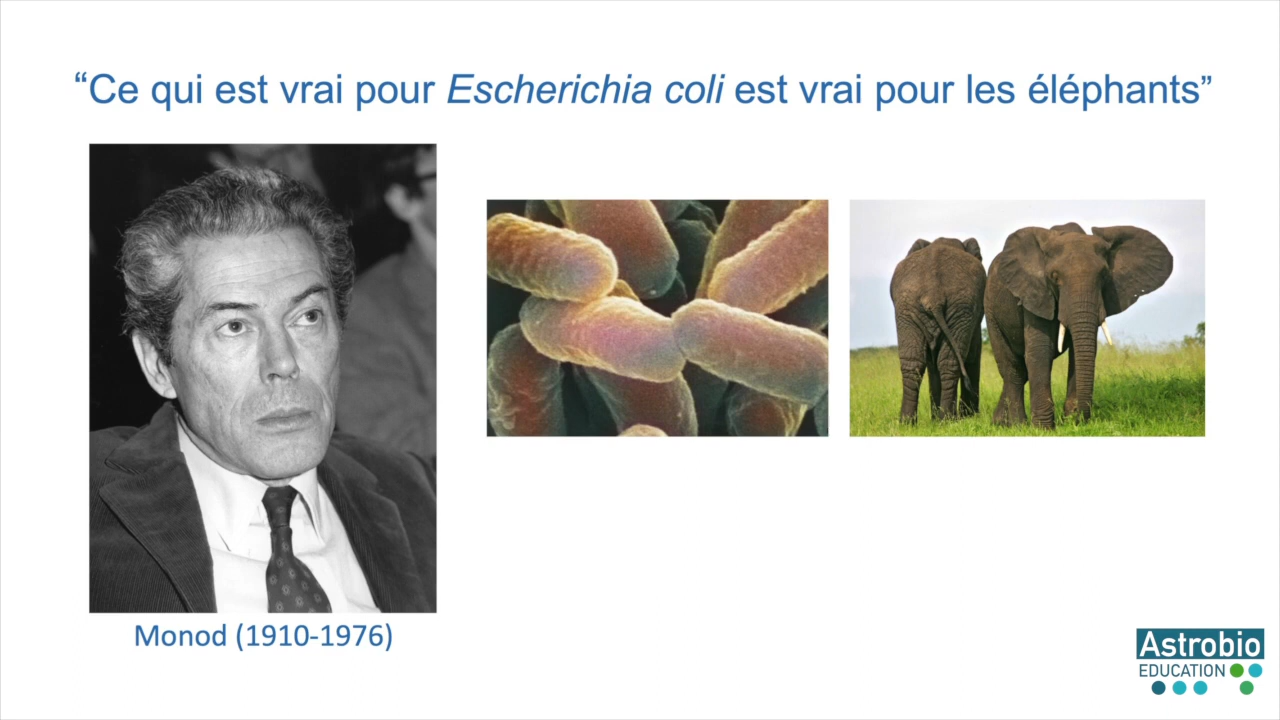 “Ce qui est vrai pour Escherichia coli est vrai pour les éléphants”
Monod (1910-1976)
Astrobio
EDUCATION